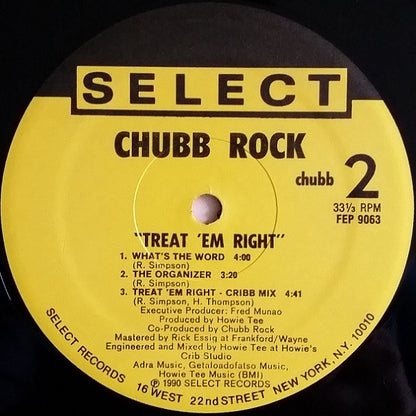 SELECT
CHUBB ROCK
chubb 2
33⅓ RPM
FEP 9063
"TREAT 'EM RIGHT"
1. WHAT'S THE WORD 4:00
(R. Simpson)
2. THE ORGANIZER 3:20
(R. Simpson)
3. TREAT 'EM RIGHT - CRIBB MIX 4:41
(R. Simpson, H. Thompson)
Executive Producer: Fred Munao
Produced by Howie Tee
Co-Produced by Chubb Rock
Mastered by Rick Essig at Frankford/Wayne
Engineered and Mixed by Howie Tee at Howie's
Crib Studio
Adra Music, Getaloadofatso Music,
Howie Tee Music (BMI)
℗ 1990 SELECT RECORDS
SELECT RECORDS 16 WEST 22nd STREET NEW YORK, N.Y. 10010